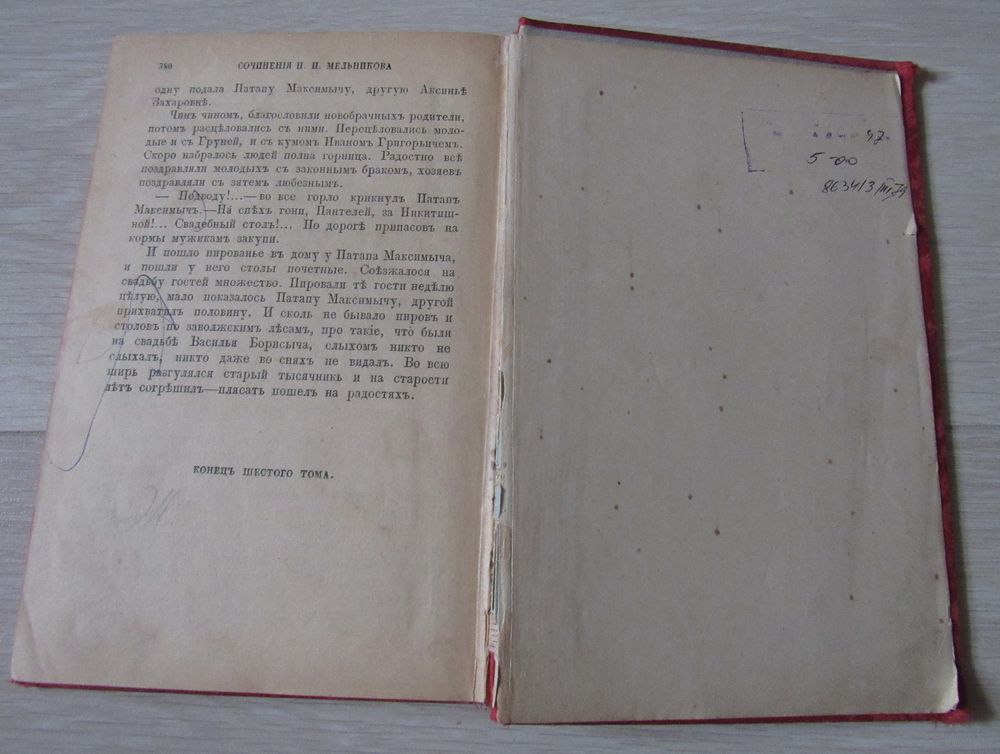 380 СОЧИНЕНІЯ П. И. МЕЛЬНИКОВА
одну подала Патапу Максимычу, другую Аксиньѣ
Захаровнѣ.
Чинъ чиномъ, благословили новобрачныхъ родители,
потомъ расцѣловались съ ними. Перецѣловались моло-
дые и съ Груней, и съ кумомъ Иваномъ Григорьичемъ.
Скоро набралось людей полна горница. Радостно всѣ
поздравляли молодыхъ съ законнымъ бракомъ, хозяевъ
поздравляли съ зятемъ любезнымъ.
— Подводу!...—во все горло крикнулъ Патапъ
Максимычъ.—На спѣхъ гони, Пантелей, за Никитиш-
ной!... Свадебный столъ!... По дорогѣ припасовъ на
кормы мужикамъ закупи.
И пошло пированье въ дому у Патапа Максимыча,
и пошли у него столы почетные. Съѣзжалося на
свадьбу гостей множество. Пировали тѣ гости недѣлю
цѣлую, мало показалось Патапу Максимычу, другой
прихватилъ половину. И сколь не бывало пировъ и
столовъ по заволжскимъ лѣсамъ, про такіе, что были
на свадьбѣ Василья Борисыча, слыхомъ никто не
слыхалъ, никто даже во сняхъ не видалъ. Во всю
ширь разгулялся старый тысячникъ и на старости
лѣтъ согрѣшилъ—плясать пошелъ на радостяхъ.
КОНЕЦЪ ШЕСТОГО ТОМА.
5-00